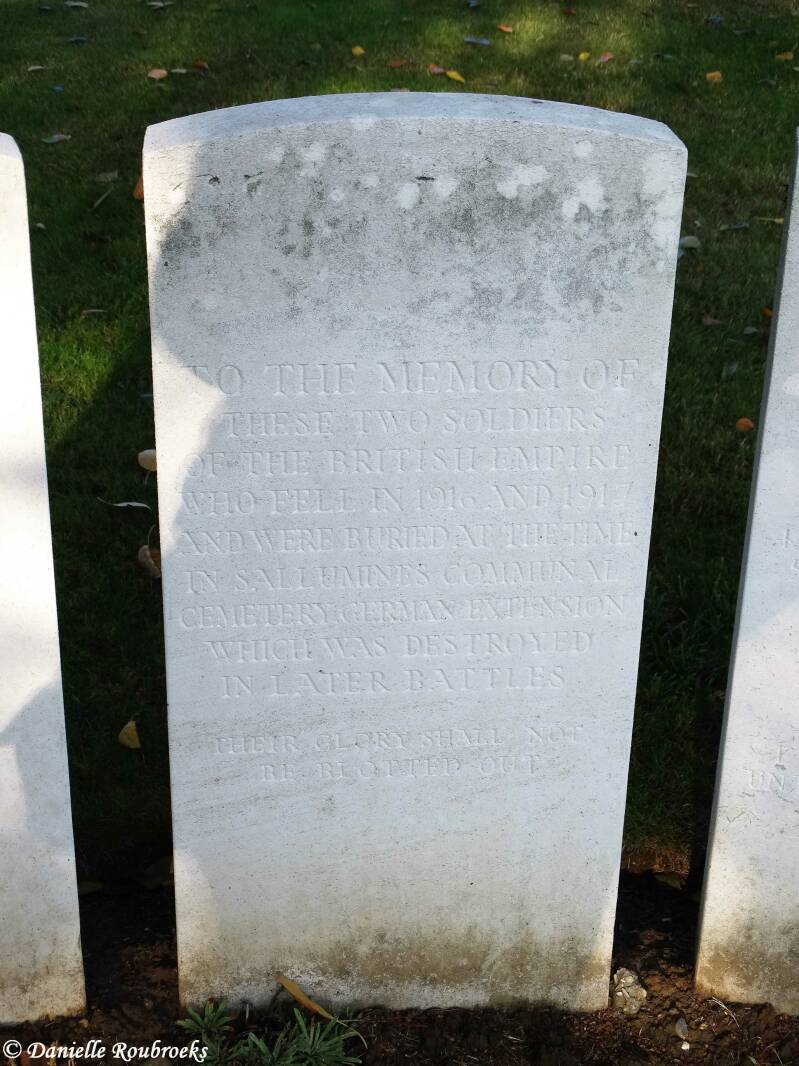 TO THE MEMORY OF
THESE TWO SOLDIERS
OF THE BRITISH EMPIRE
WHO FELL IN 1916 AND 1917
AND WERE BURIED AT THE TIME
IN SALLUMINES COMMUNAL
CEMETERY, GERMAN EXTENSION
WHICH WAS DESTROYED
IN LATER BATTLES
THEIR GLORY SHALL NOT
BE BLOTTED OUT
UN
© Danielle Roubroeks